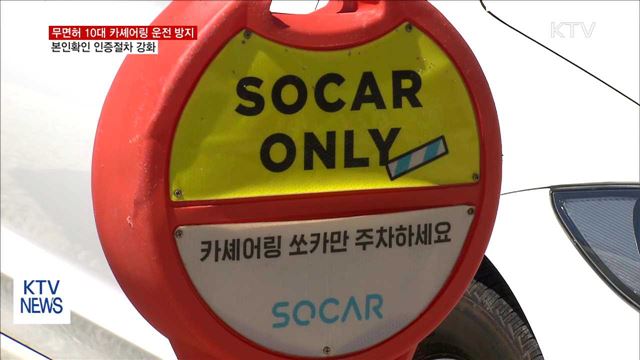 무면허 10대 카셰어링 운전 방지
본인확인 인증절차 강화
KTV
SOCAR
ONLY
카셰어링 쏘카만 주차하세요
SOCAR
KTV
NEWS